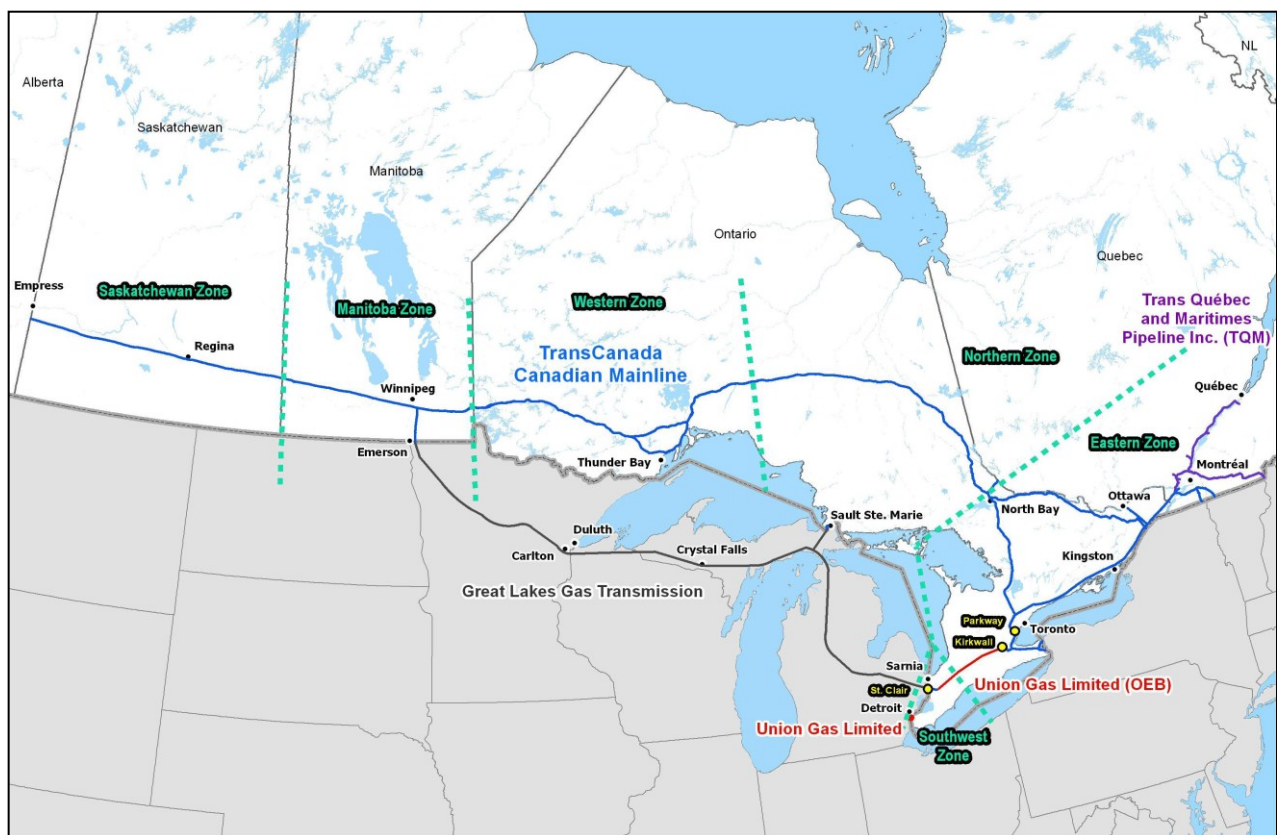 NL
Alberta
Saskatchewan
Manitoba
Ontario
Quebec
Empress
Saskatchewan Zone
Manitoba Zone
Western Zone
Trans Québec
and Maritimes
Pipeline Inc. (TQM)
Regina
TransCanada
Canadian Mainline
Northern Zone
Winnipeg
Québec
Emerson
Thunder Bay
Eastern Zone
Montréal
Sault Ste. Marie
North Bay
Ottawa
Duluth
Carlton
Crystal Falls
Kingston
Great Lakes Gas Transmission
Parkway
Toronto
Kirkwall
Sarnia
St. Clair
Union Gas Limited (OEB)
Detroit
Union Gas Limited
Southwest
Zone